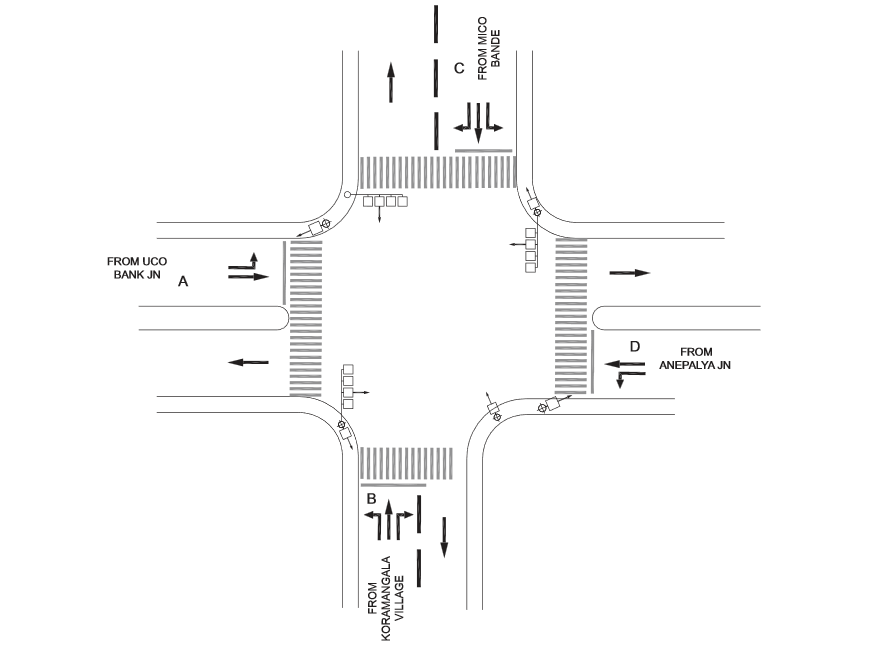 C
FROM MICO
BANDE
FROM UCO
BANK JN
A
D
FROM
ANEPALYA JN
B
FROM
KORAMANGALA
VILLAGE